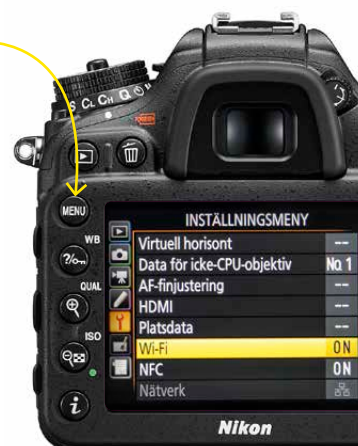 S CL CH Q
MENU
WB
QUAL
ISO
i
INSTÄLLNINGSMENY
Virtuell horisont --
Data för icke-CPU-objektiv No.1
AF-finjustering --
HDMI --
Platsdata --
Wi-Fi ON
NFC ON
Nätverk
Nikon